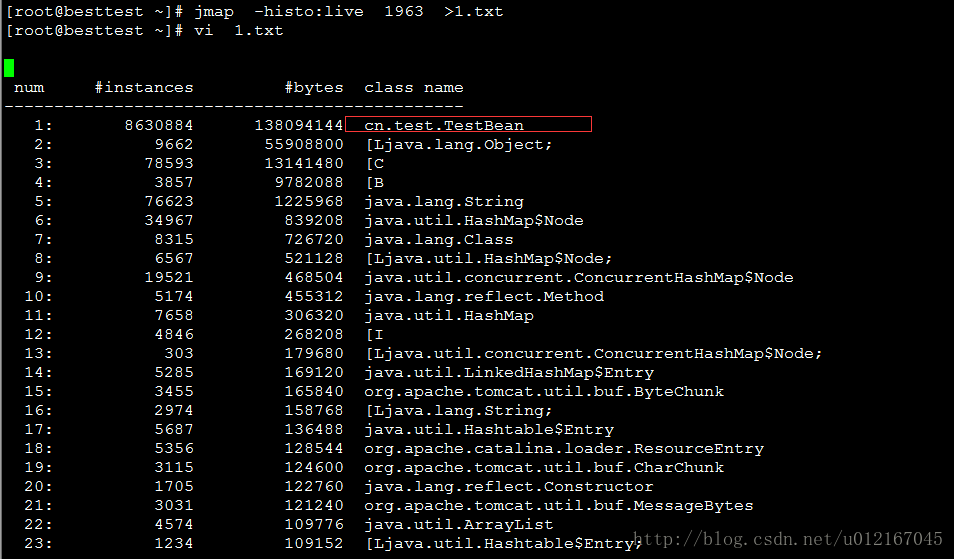 [root@besttest ~]# jmap  -histo:live  1963  >1.txt
[root@besttest ~]# vi  1.txt
 num     #instances         #bytes  class name
----------------------------------------------
   1:       8630884      138094144  cn.test.TestBean
   2:          9662       55908800  [Ljava.lang.Object;
   3:         78593       13141480  [C
   4:          3857        9782088  [B
   5:         76623        1225968  java.lang.String
   6:         34967         839208  java.util.HashMap$Node
   7:          8315         726720  java.lang.Class
   8:          6567         521128  [Ljava.util.HashMap$Node;
   9:         19521         468504  java.util.concurrent.ConcurrentHashMap$Node
  10:          5174         455312  java.lang.reflect.Method
  11:          7658         306320  java.util.HashMap
  12:          4846         268208  [I
  13:           303         179680  [Ljava.util.concurrent.ConcurrentHashMap$Node;
  14:          5285         169120  java.util.LinkedHashMap$Entry
  15:          3455         165840  org.apache.tomcat.util.buf.ByteChunk
  16:          2974         158768  [Ljava.lang.String;
  17:          5687         136488  java.util.Hashtable$Entry
  18:          5356         128544  org.apache.catalina.loader.ResourceEntry
  19:          3115         124600  org.apache.tomcat.util.buf.CharChunk
  20:          1705         122760  java.lang.reflect.Constructor
  21:          3031         121240  org.apache.tomcat.util.buf.MessageBytes
  22:          4574         109776  java.util.ArrayList
  23:          1234         109152  [Ljava.util.Hashtable$Entry;
http://blog.csdn.net/u012167045